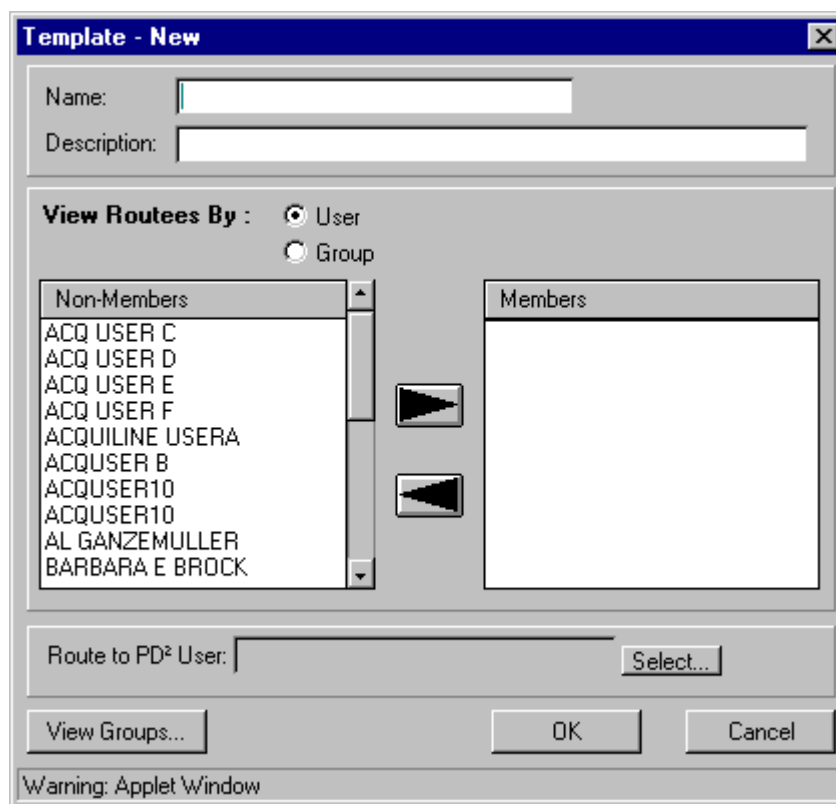 Template - New
Name:
Description:
View Routees By :
User
Group
Non-Members
ACQ USER C
ACQ USER D
ACQ USER E
ACQ USER F
ACQUILINE USERA
ACQUSER B
ACQUSER10
ACQUSER10
AL GANZEMULLER
BARBARA E BROCK
Members
Route to PD² User:
Select...
View Groups...
OK
Cancel
Warning: Applet Window